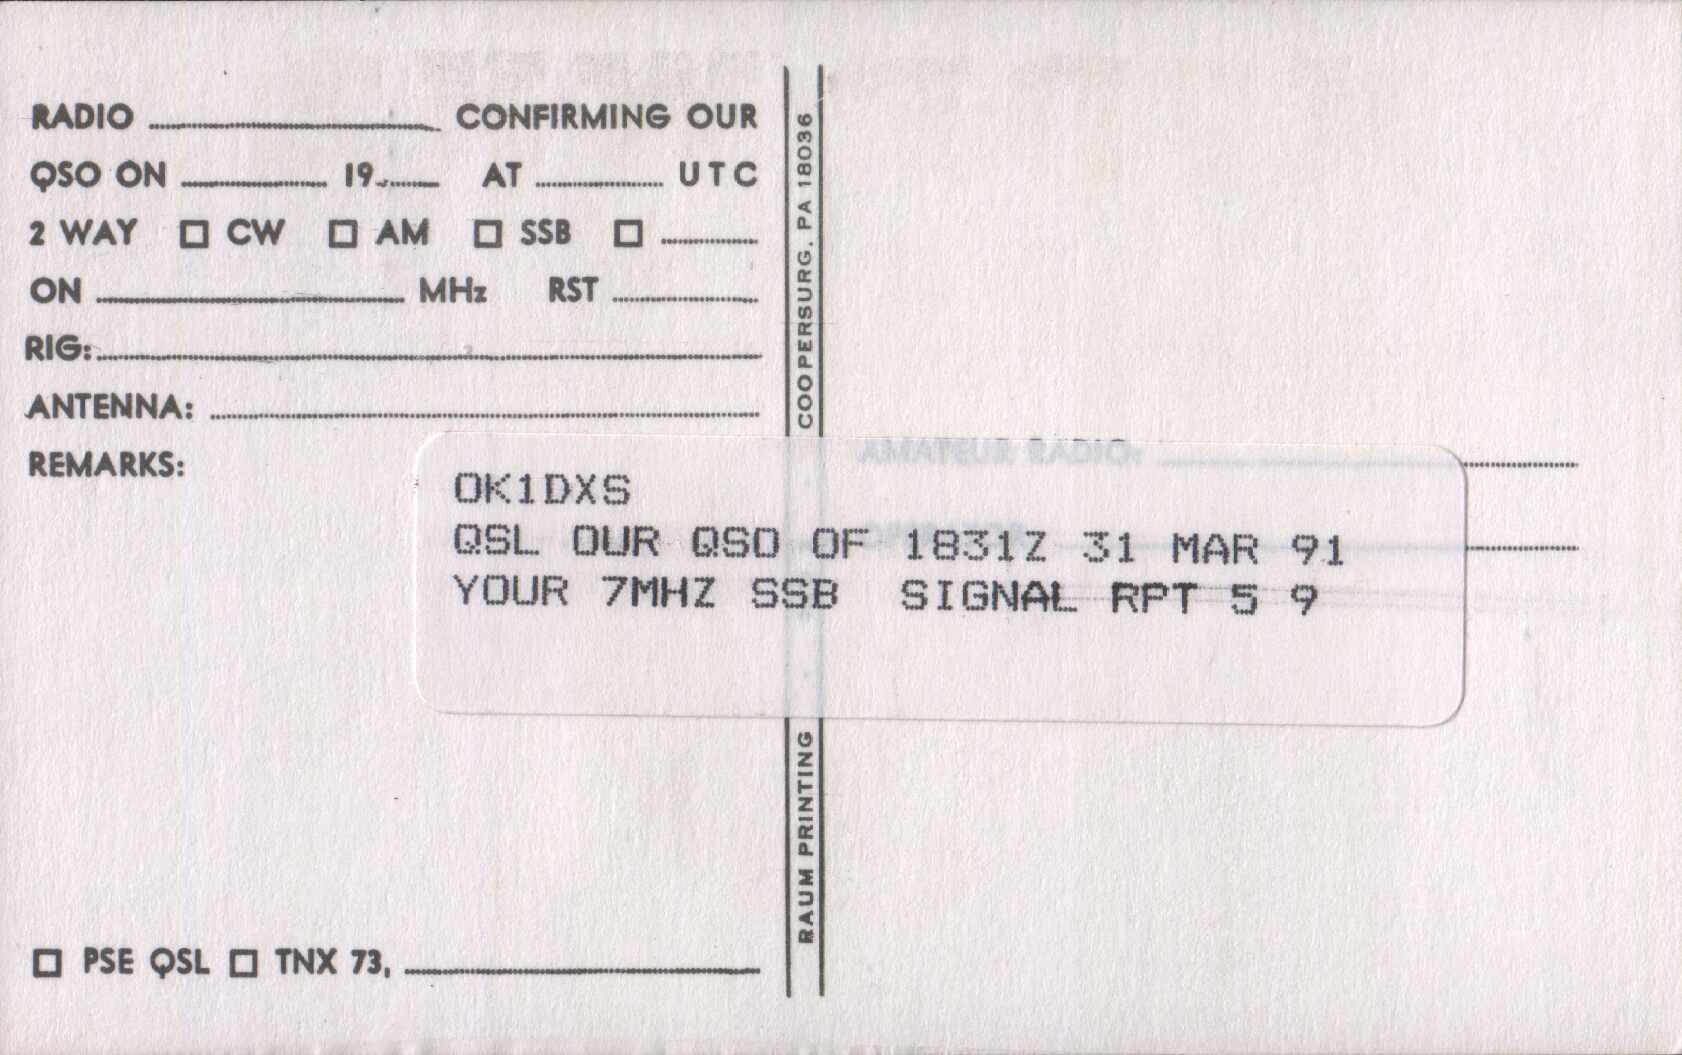 RADIO CONFIRMING OUR
QSO ON 19 AT UTC
2 WAY CW AM SSB
ON MHz RST
RIG:
ANTENNA:
REMARKS:
PSE QSL TNX 73,
RAUM PRINTING COOPERSURG, PA 18036
AMATEUR RADIO:
OK1DXS
QSL OUR QSO OF 1831Z 31 MAR 91
YOUR 7MHZ SSB SIGNAL RPT 5 9